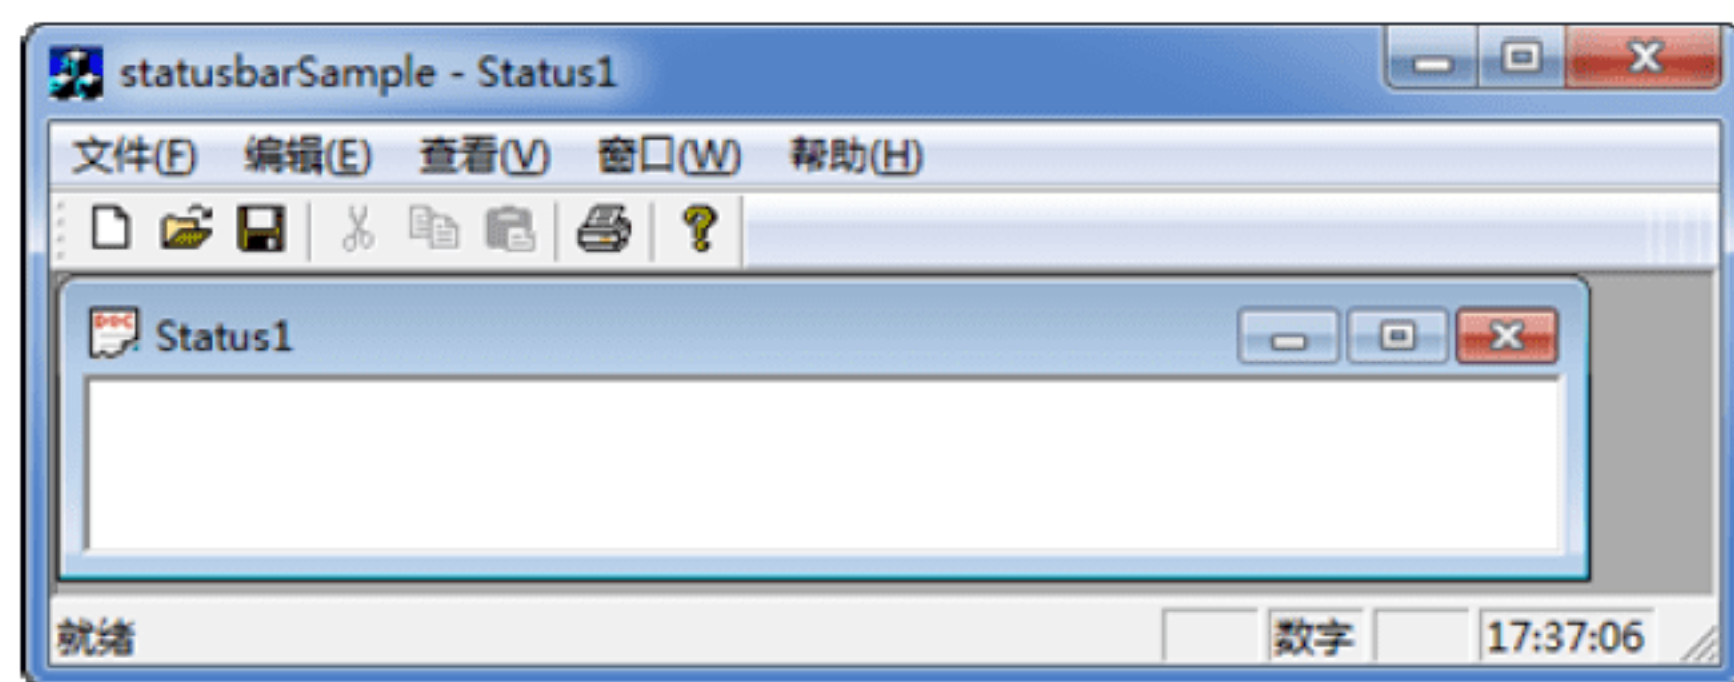 statusbarSample - Status1
文件(F) 编辑(E) 查看(V) 窗口(W) 帮助(H)
DOC Status1
就绪 数字 17:37:06